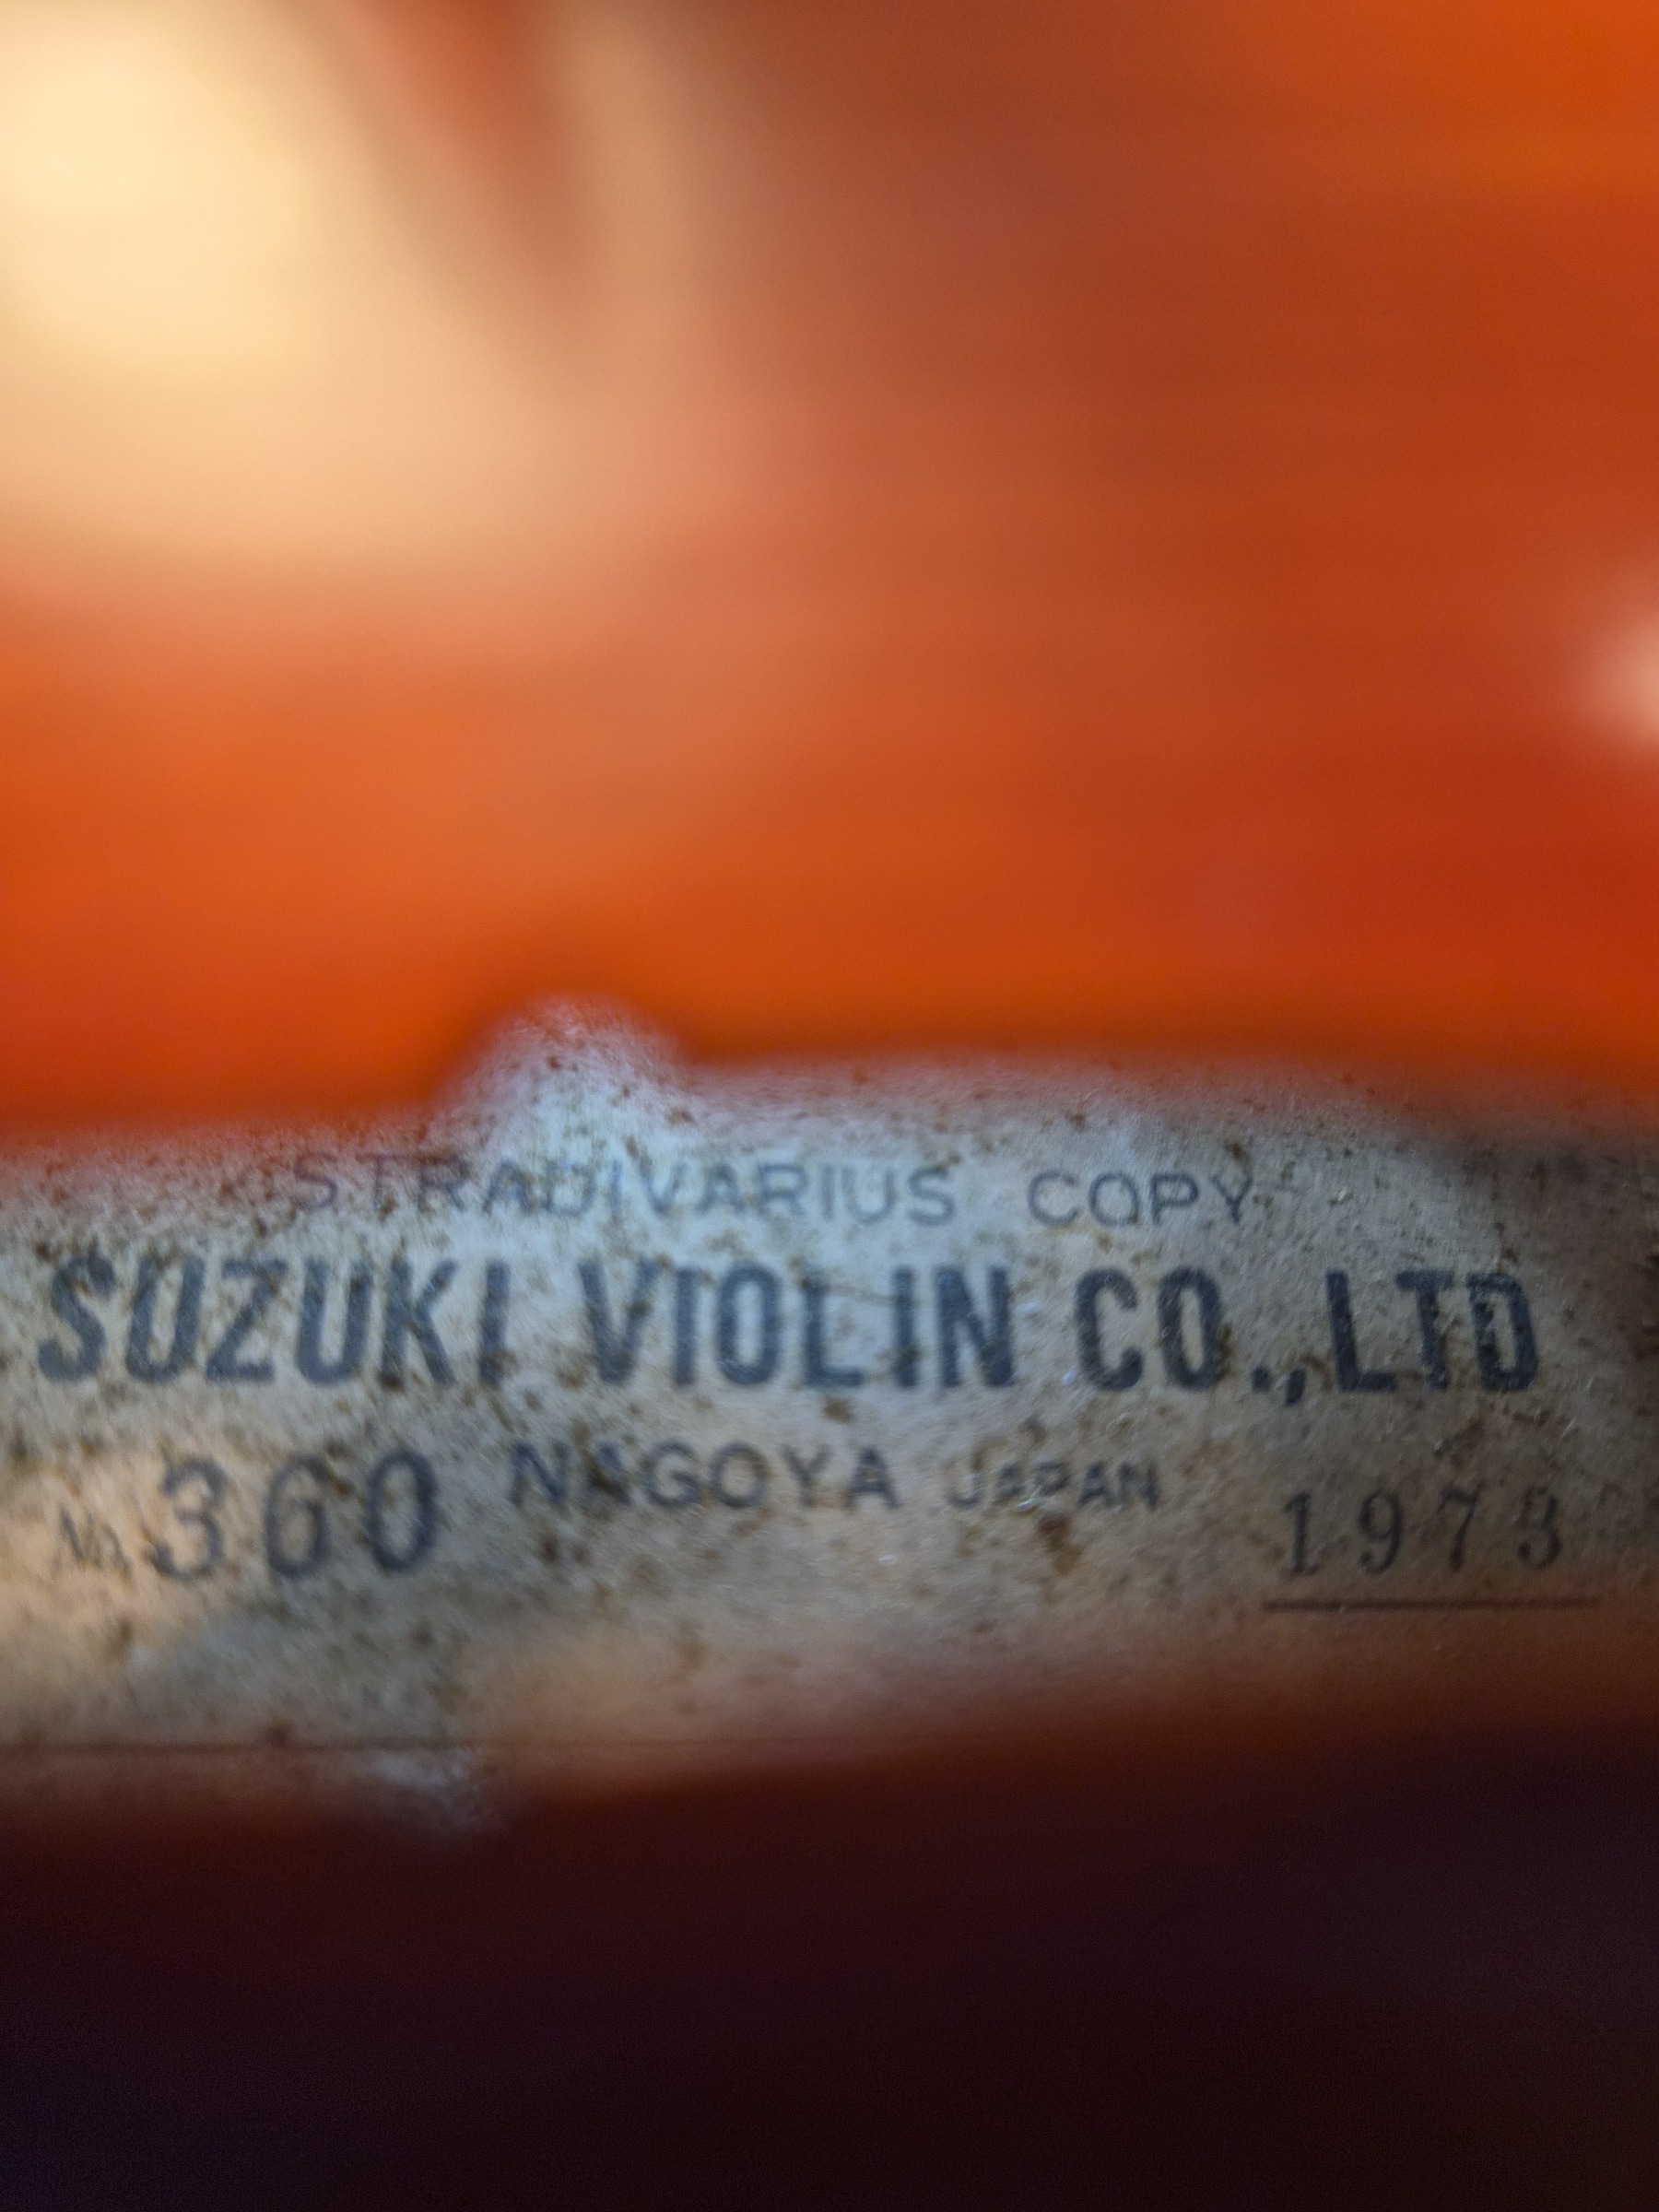 STRADIVARIUS COPY
SUZUKI VIOLIN CO.,LTD
No. 360 NAGOYA JAPAN 1973